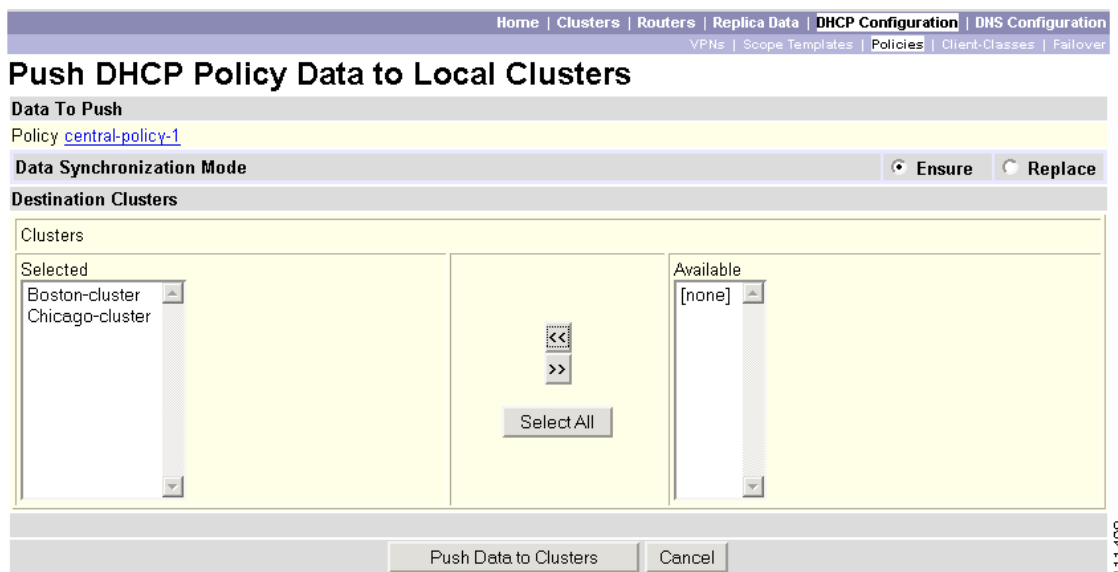 Home | Clusters | Routers | Replica Data | DHCP Configuration | DNS Configuration
VPNs | Scope Templates | Policies | Client-Classes | Failover
Push DHCP Policy Data to Local Clusters
Data To Push
Policy central-policy-1
Data Synchronization Mode Ensure Replace
Destination Clusters
Clusters
Selected Available
Boston-cluster [none]
Chicago-cluster
<<
>>
Select All
Push Data to Clusters Cancel